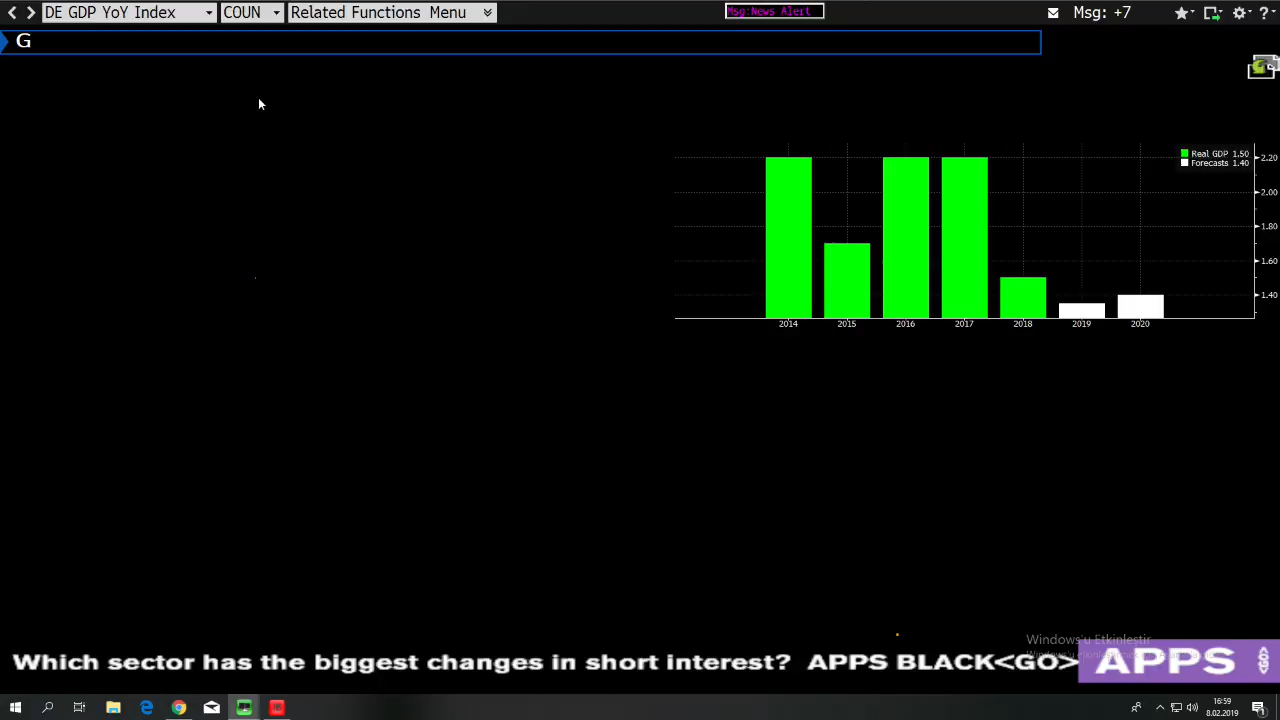 DE GDP YoY Index COUN Related Functions Menu Msg:News Alert Msg: +7 ?
G
Real GDP 1.50
Forecasts 1.40
2.20
2.00
1.80
1.60
1.40
2014 2015 2016 2017 2018 2019 2020
Windows'u Etkinleştir
Which sector has the biggest changes in short interest? APPS BLACK<GO> APPS
16:59
8.02.2019